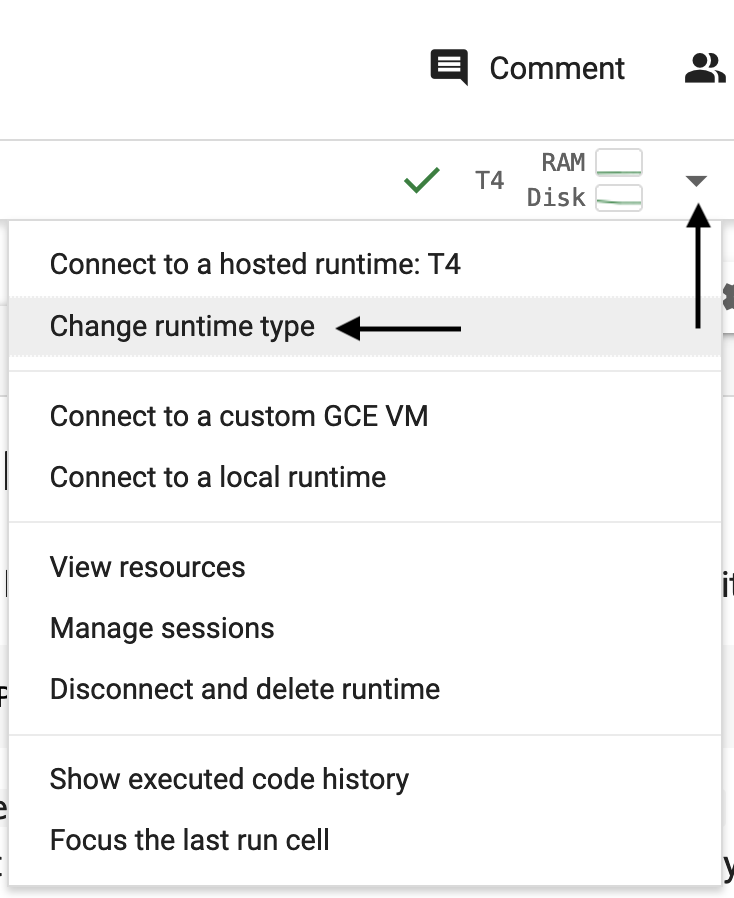 Comment
T4 RAM
Disk
Connect to a hosted runtime: T4
Change runtime type
Connect to a custom GCE VM
Connect to a local runtime
View resources
Manage sessions
Disconnect and delete runtime
Show executed code history
Focus the last run cell